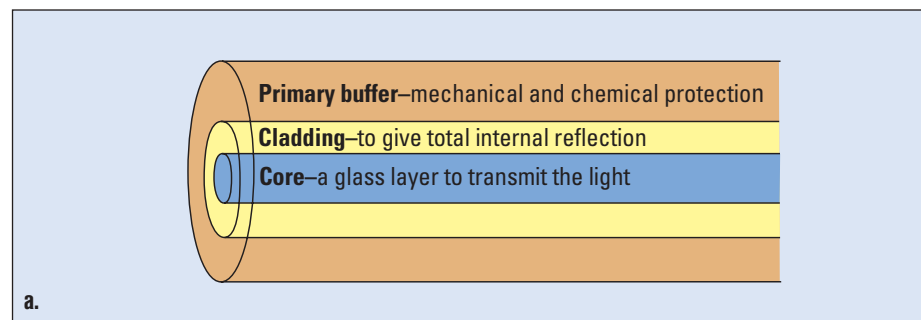 Primary buffer–mechanical and chemical protection
Cladding–to give total internal reflection
Core–a glass layer to transmit the light
a.